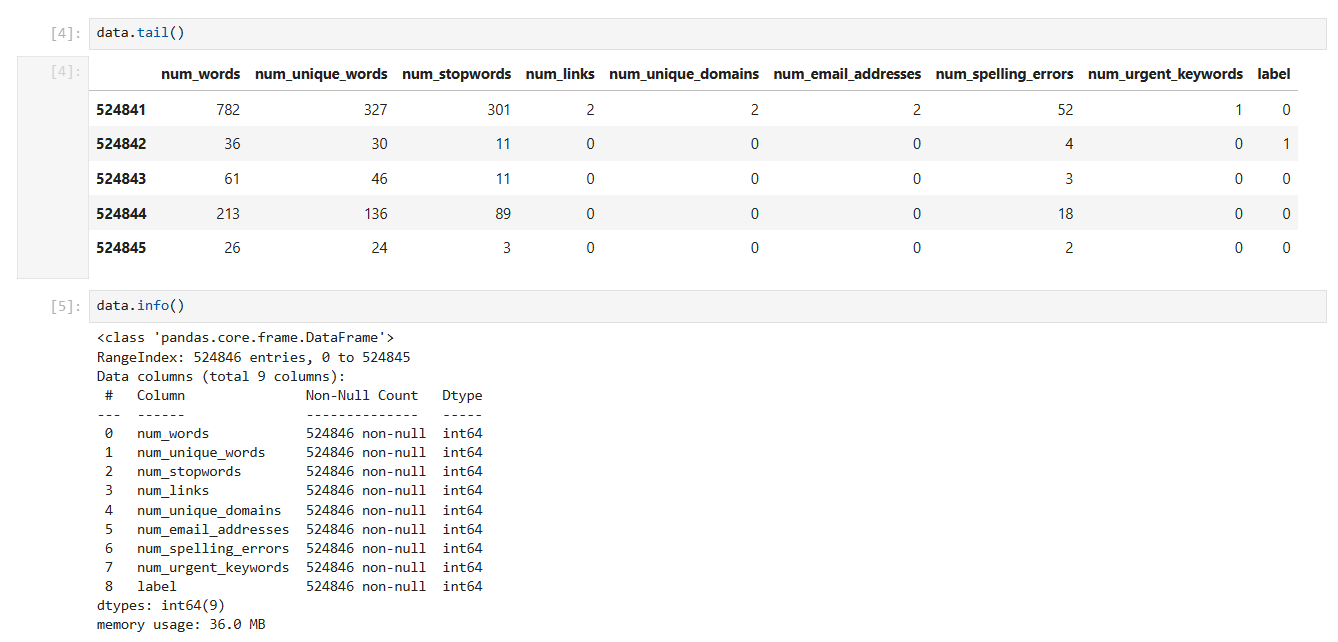 [4]: data.tail()
[4]: num_words num_unique_words num_stopwords num_links num_unique_domains num_email_addresses num_spelling_errors num_urgent_keywords label
524841 782 327 301 2 2 2 52 1 0
524842 36 30 11 0 0 0 4 0 1
524843 61 46 11 0 0 0 3 0 0
524844 213 136 89 0 0 0 18 0 0
524845 26 24 3 0 0 0 2 0 0
[5]: data.info()
<class 'pandas.core.frame.DataFrame'>
RangeIndex: 524846 entries, 0 to 524845
Data columns (total 9 columns):
 #   Column               Non-Null Count   Dtype
---  ------               --------------   -----
 0   num_words            524846 non-null  int64
 1   num_unique_words     524846 non-null  int64
 2   num_stopwords        524846 non-null  int64
 3   num_links            524846 non-null  int64
 4   num_unique_domains   524846 non-null  int64
 5   num_email_addresses  524846 non-null  int64
 6   num_spelling_errors  524846 non-null  int64
 7   num_urgent_keywords  524846 non-null  int64
 8   label                524846 non-null  int64
dtypes: int64(9)
memory usage: 36.0 MB